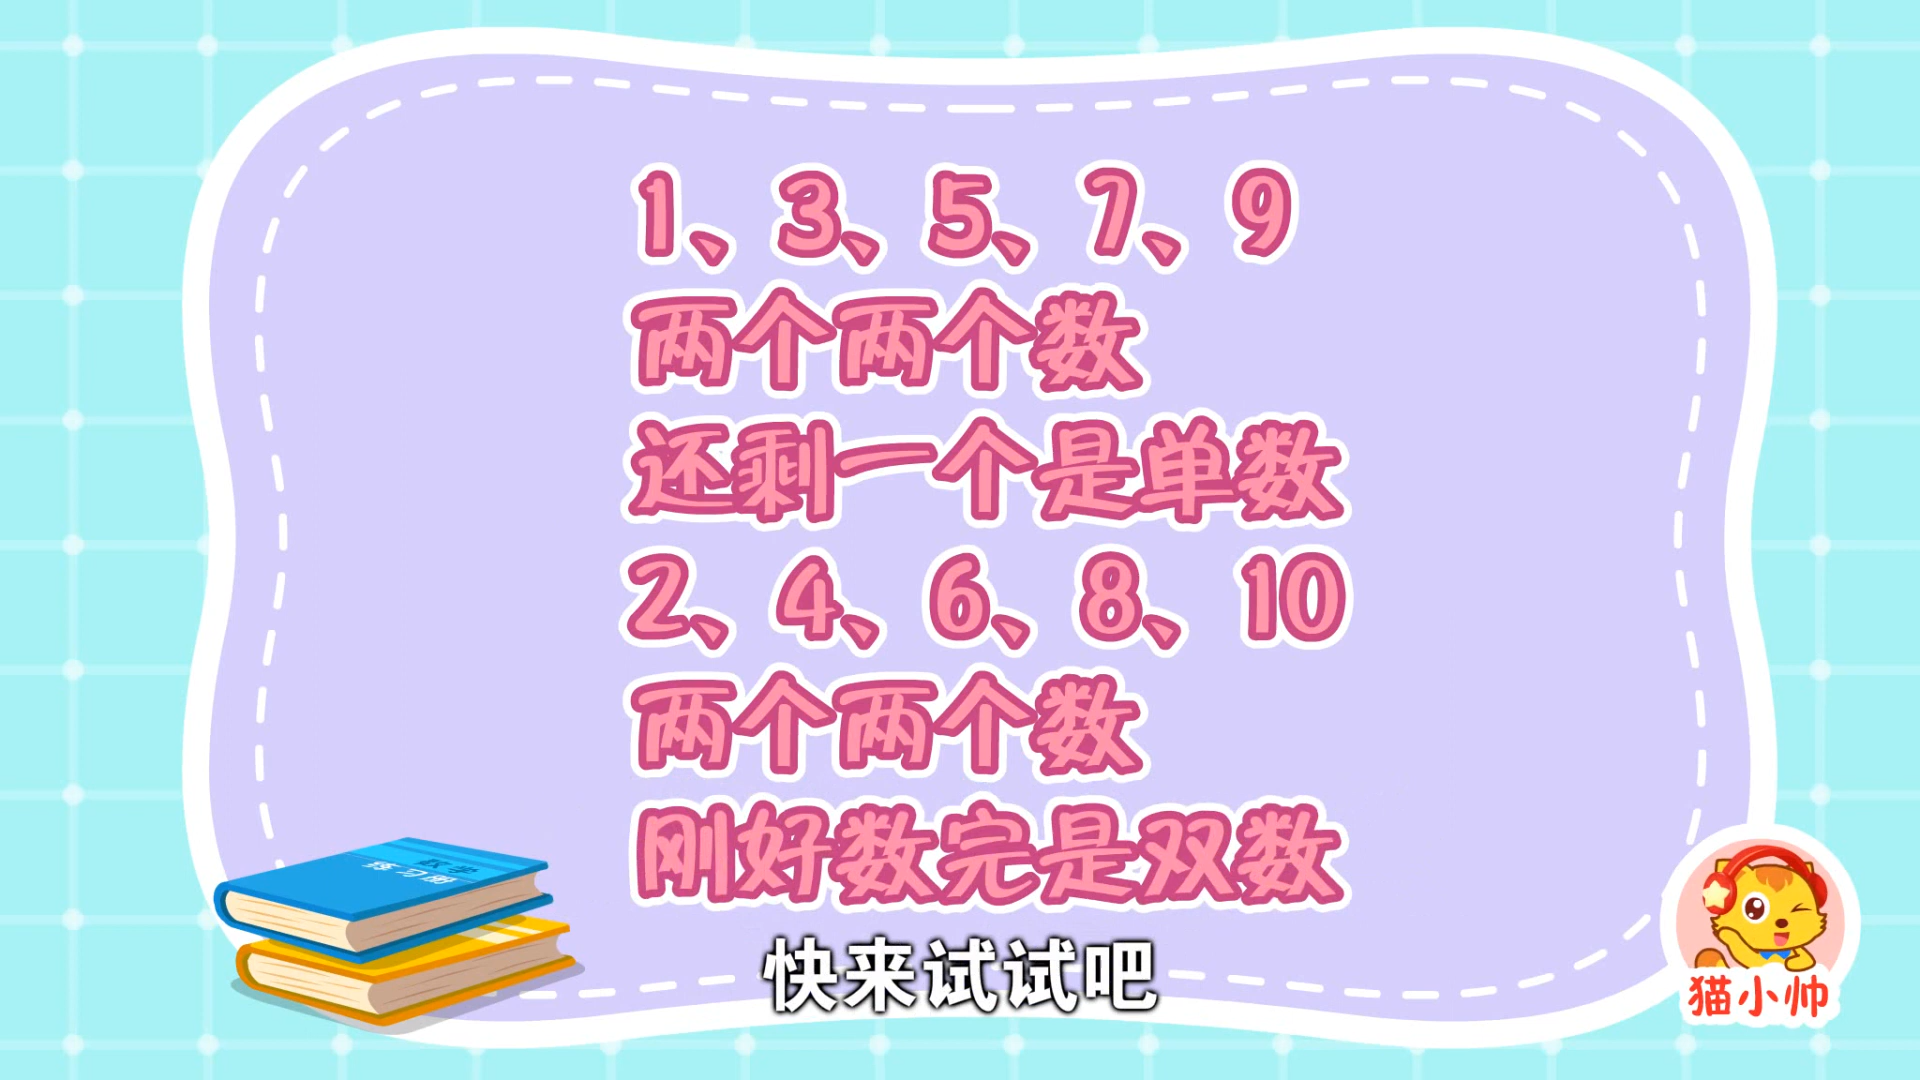 1、3、5、7、9
两个两个数
还剩一个是单数
2、4、6、8、10
两个两个数
刚好数完是双数
快来试试吧
猫小帅